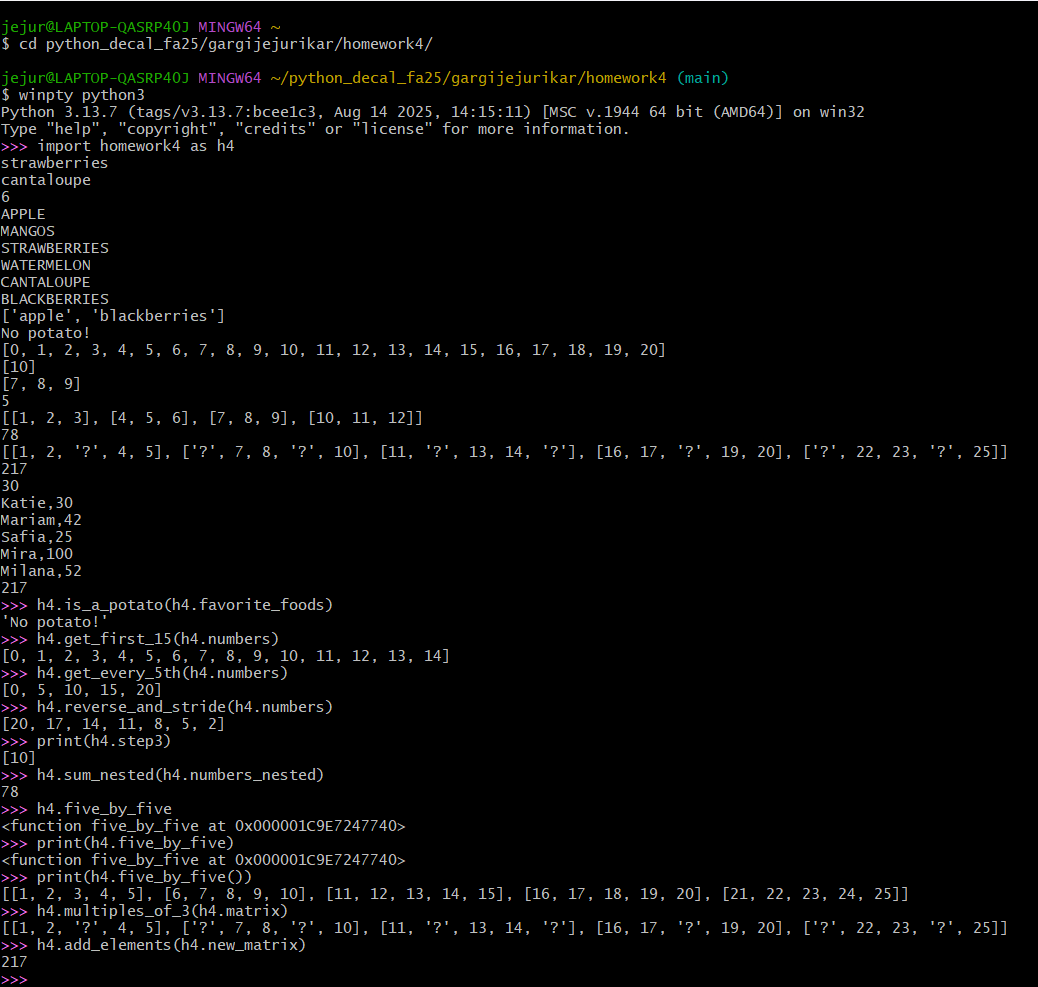 jejur@LAPTOP-QASRP4OJ MINGW64 ~
$ cd python_decal_fa25/gargijejurikar/homework4/
jejur@LAPTOP-QASRP4OJ MINGW64 ~/python_decal_fa25/gargijejurikar/homework4 (main)
$ winpty python3
Python 3.13.7 (tags/v3.13.7:bcee1c3, Aug 14 2025, 14:15:11) [MSC v.1944 64 bit (AMD64)] on win32
Type "help", "copyright", "credits" or "license" for more information.
>>> import homework4 as h4
strawberries
cantaloupe
6
APPLE
MANGOS
STRAWBERRIES
WATERMELON
CANTALOUPE
BLACKBERRIES
['apple', 'blackberries']
No potato!
[0, 1, 2, 3, 4, 5, 6, 7, 8, 9, 10, 11, 12, 13, 14, 15, 16, 17, 18, 19, 20]
[10]
[7, 8, 9]
5
[[1, 2, 3], [4, 5, 6], [7, 8, 9], [10, 11, 12]]
78
[[1, 2, '?', 4, 5], ['?', 7, 8, '?', 10], [11, '?', 13, 14, '?'], [16, 17, '?', 19, 20], ['?', 22, 23, '?', 25]]
217
30
Katie,30
Mariam,42
Safia,25
Mira,100
Milana,52
217
>>> h4.is_a_potato(h4.favorite_foods)
'No potato!'
>>> h4.get_first_15(h4.numbers)
[0, 1, 2, 3, 4, 5, 6, 7, 8, 9, 10, 11, 12, 13, 14]
>>> h4.get_every_5th(h4.numbers)
[0, 5, 10, 15, 20]
>>> h4.reverse_and_stride(h4.numbers)
[20, 17, 14, 11, 8, 5, 2]
>>> print(h4.step3)
[10]
>>> h4.sum_nested(h4.numbers_nested)
78
>>> h4.five_by_five
<function five_by_five at 0x000001C9E7247740>
>>> print(h4.five_by_five)
<function five_by_five at 0x000001C9E7247740>
>>> print(h4.five_by_five())
[[1, 2, 3, 4, 5], [6, 7, 8, 9, 10], [11, 12, 13, 14, 15], [16, 17, 18, 19, 20], [21, 22, 23, 24, 25]]
>>> h4.multiples_of_3(h4.matrix)
[[1, 2, '?', 4, 5], ['?', 7, 8, '?', 10], [11, '?', 13, 14, '?'], [16, 17, '?', 19, 20], ['?', 22, 23, '?', 25]]
>>> h4.add_elements(h4.new_matrix)
217
>>>